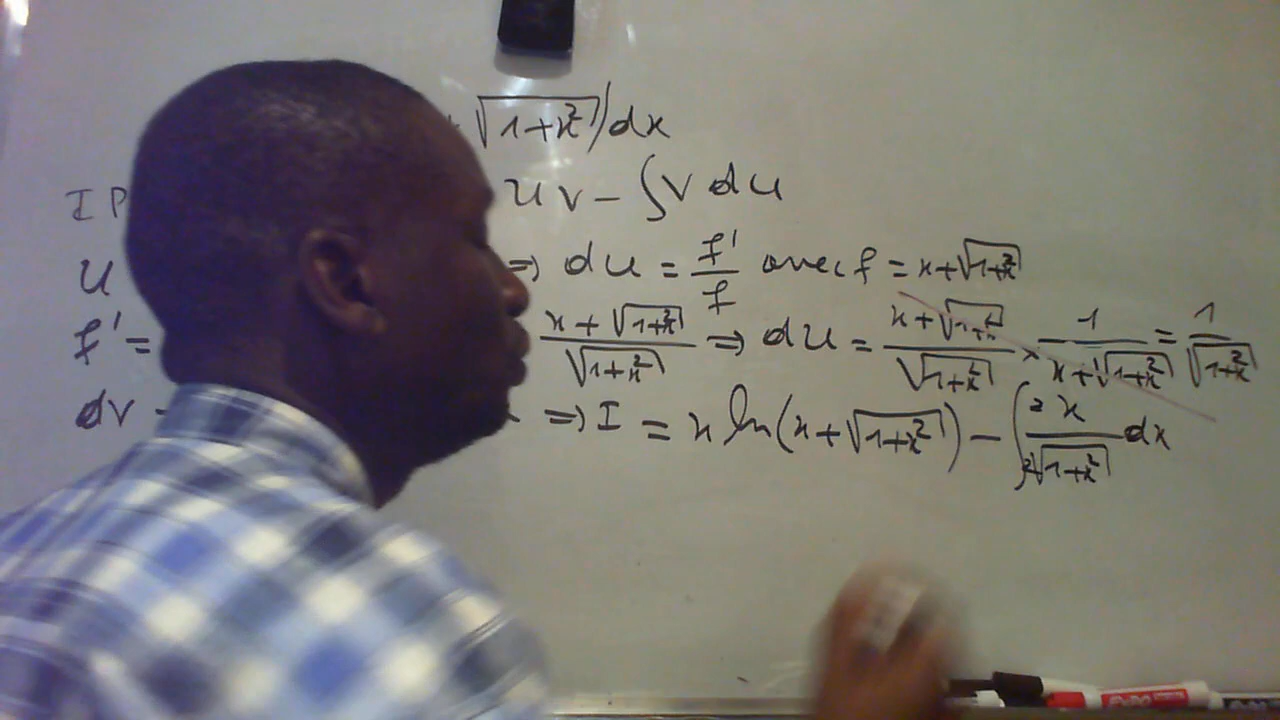 √(1+x²))dx
IP uv - ∫v du
u ⇒ du = f'/f avec f = x+√(1+x²)
f' = (x + √(1+x²))/√(1+x²) ⇒ du = (x+√(1+x²))/√(1+x²) × 1/(x+√(1+x²)) = 1/√(1+x²)
dv ⇒ I = x ln(x+√(1+x²)) - ∫ 2x/(2√(1+x²)) dx